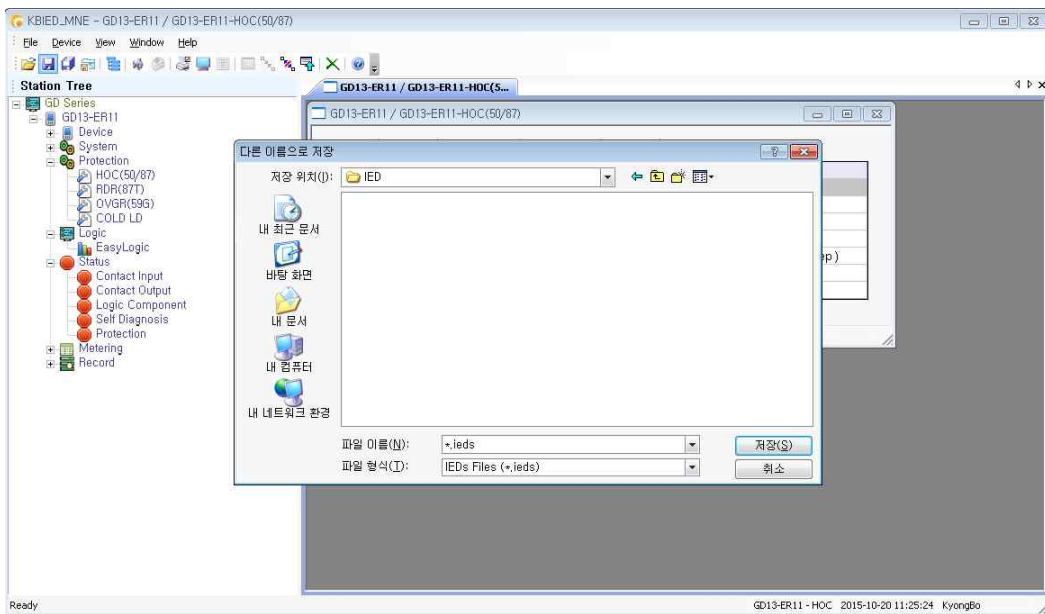 KBIED_MNE - GD13-ER11 / GD13-ER11-HOC(50/87)
File Device View Window Help
Station Tree
GD13-ER11 / GD13-ER11-HOC(5...
GD Series
GD13-ER11
Device
System
Protection
HOC(50/87)
RDR(87T)
OVGR(59G)
COLD LD
Logic
EasyLogic
Status
Contact Input
Contact Output
Logic Component
Self Diagnosis
Protection
Metering
Record
GD13-ER11 / GD13-ER11-HOC(50/87)
ep)
다른 이름으로 저장
저장 위치(I):
IED
내 최근 문서
바탕 화면
내 문서
내 컴퓨터
내 네트워크 환경
파일 이름(N):
*.ieds
저장(S)
파일 형식(T):
IEDs Files (*.ieds)
취소
Ready
GD13-ER11 - HOC 2015-10-20 11:25:24 KyongBo